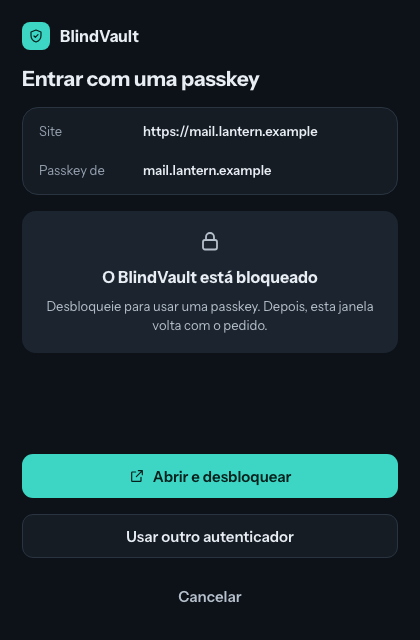 BlindVault
Entrar com uma passkey
Site https://mail.lantern.example
Passkey de mail.lantern.example
O BlindVault está bloqueado
Desbloqueie para usar uma passkey. Depois, esta janela
volta com o pedido.
Abrir e desbloquear
Usar outro autenticador
Cancelar